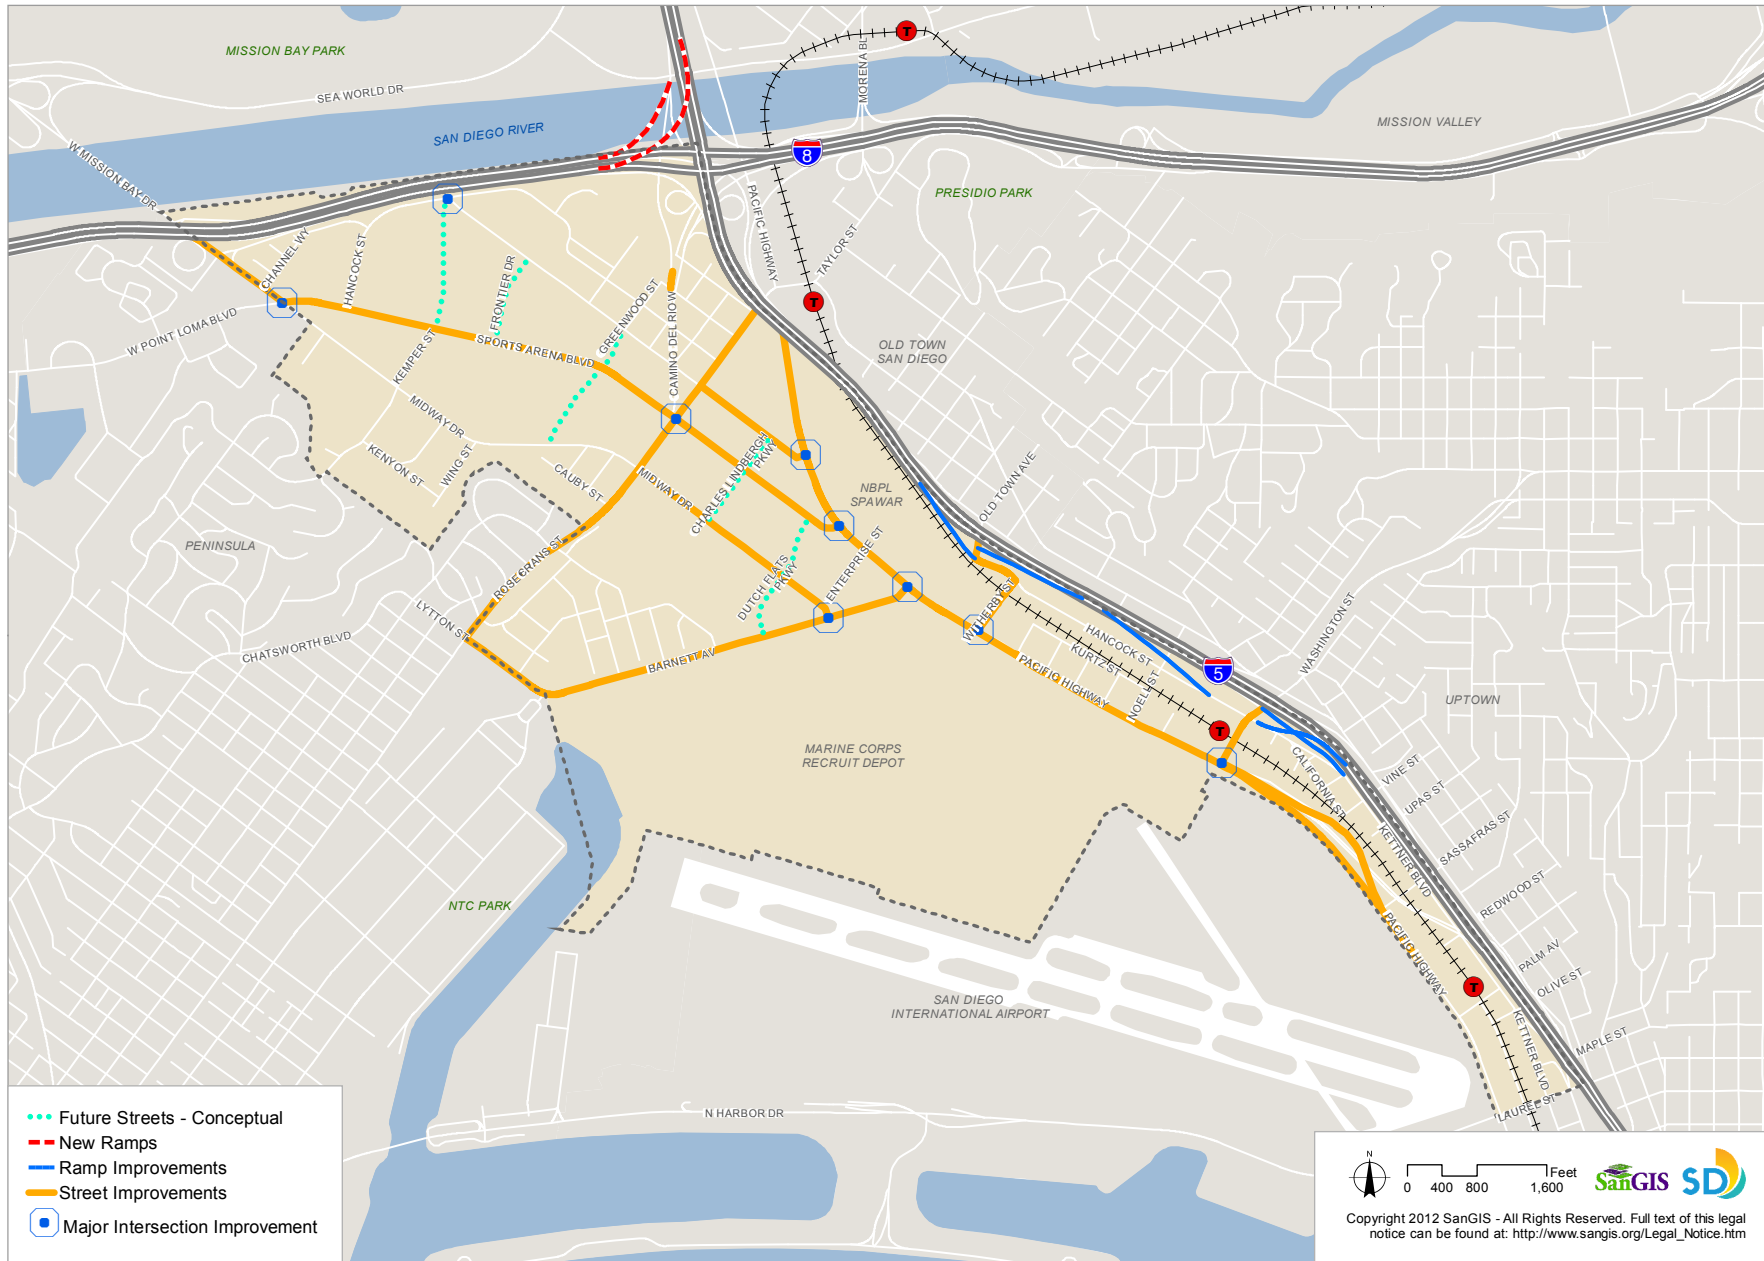 MISSION BAY PARK
SEA WORLD DR
SAN DIEGO RIVER
W MISSION BAY DR
MORENA BL
T
MISSION VALLEY
8
PRESIDIO PARK
PACIFIC HIGHWAY
TAYLOR ST
T
CHANNEL WY
HANCOCK ST
FRONTIER DR
GREENWOOD ST
CAMINO DEL RIO W
W POINT LOMA BLVD
KEMPER ST
SPORTS ARENA BLVD
OLD TOWN
SAN DIEGO
MIDWAY DR
KENYON ST
WING ST
CAUBY ST
MIDWAY DR
CHARLES LINDBERGH
PKWY
NBPL
SPAWAR
OLD TOWN AVE
PENINSULA
ROSECRANS ST
LYTTON ST
CHATSWORTH BLVD
DUTCH FLATS
PKWY
ENTERPRISE ST
WITHERBY ST
BARNETT AV
HANCOCK ST
KURTZ ST
PACIFIC HIGHWAY
NOELL ST
WASHINGTON ST
5
UPTOWN
T
MARINE CORPS
RECRUIT DEPOT
CALIFORNIA ST
VINE ST
UPAS ST
SASSAFRAS ST
KETTNER BLVD
REDWOOD ST
NTC PARK
PACIFIC HIGHWAY
PALM AV
OLIVE ST
T
SAN DIEGO
INTERNATIONAL AIRPORT
KETTNER BLVD
MAPLE ST
LAUREL ST
N HARBOR DR
Future Streets - Conceptual
New Ramps
Ramp Improvements
Street Improvements
Major Intersection Improvement
N
Feet
0 400 800 1,600
SanGIS
SD
Copyright 2012 SanGIS - All Rights Reserved. Full text of this legal
notice can be found at: http://www.sangis.org/Legal_Notice.htm